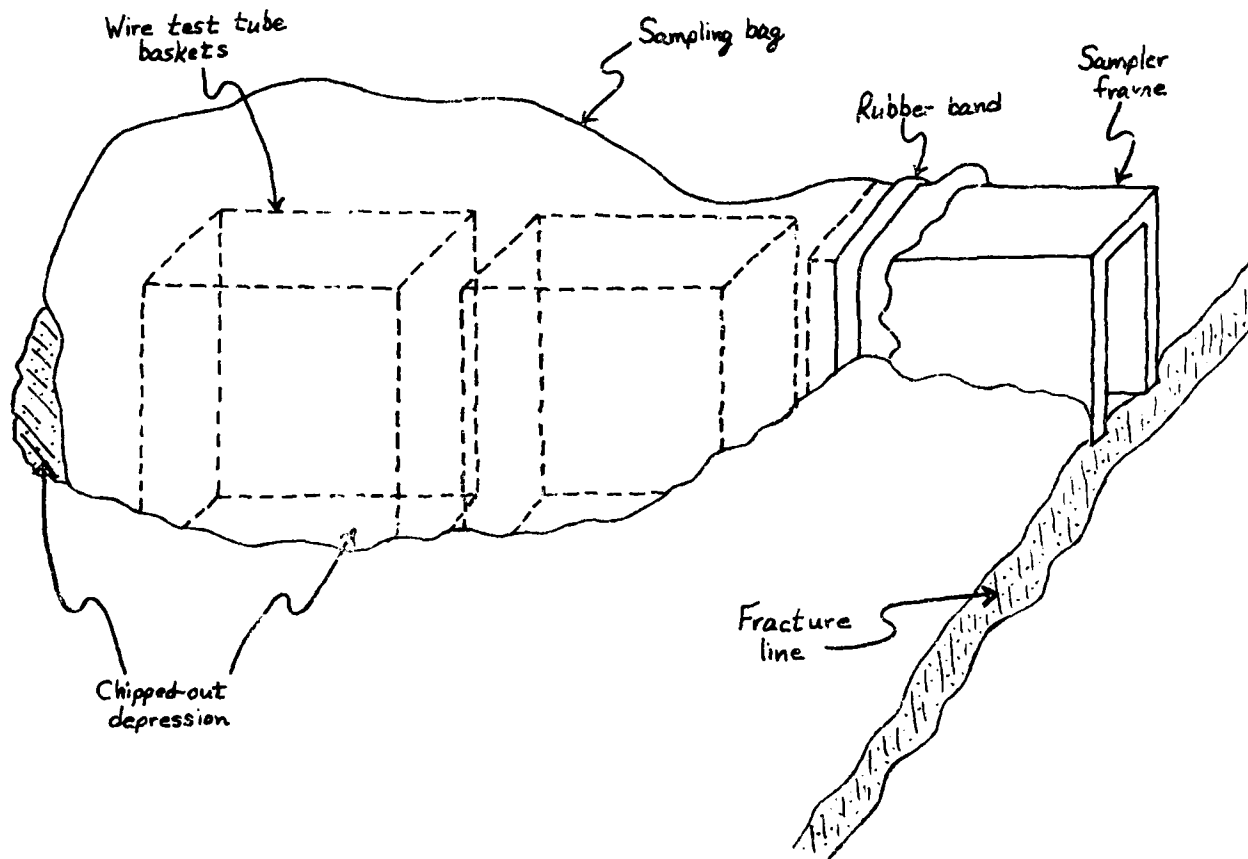 Wire test tube
baskets
Sampling bag
Rubber band
Sampler
frame
Fracture
line
Chipped-out
depression